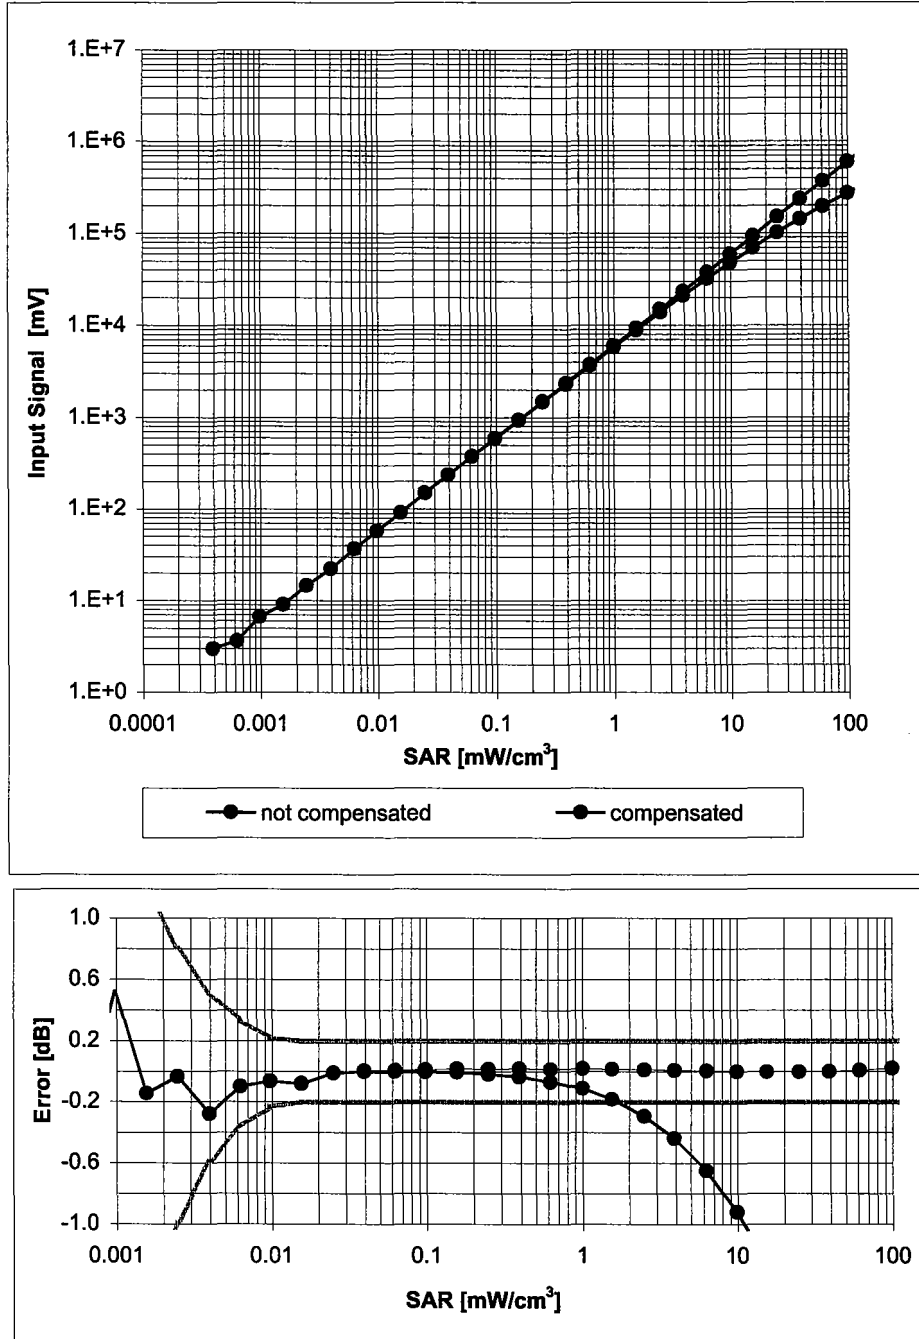 1.E+7
1.E+6
1.E+5
1.E+4
1.E+3
1.E+2
1.E+1
1.E+0
Input Signal [mV]
0.0001 0.001 0.01 0.1 1 10 100
SAR [mW/cm³]
not compensated compensated
1.0
0.6
0.2
-0.2
-0.6
-1.0
Error [dB]
0.001 0.01 0.1 1 10 100
SAR [mW/cm³]